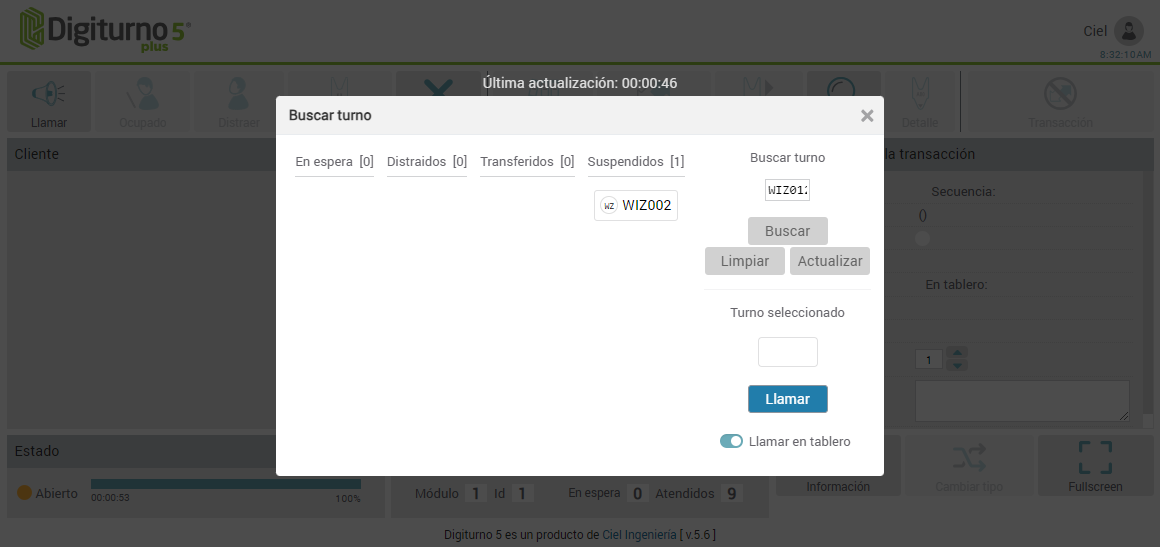 Digiturno 5
plus
Ciel
8:32:10AM
Última actualización: 00:00:46
Llamar
Ocupado
Distraer
Detalle
Transacción
Cliente
la transacción
Buscar turno
En espera [0]
Distraidos [0]
Transferidos [0]
Suspendidos [1]
WZ WIZ002
Buscar turno
WIZ012
Buscar
Limpiar
Actualizar
Turno seleccionado
Llamar
Llamar en tablero
Secuencia:
()
En tablero:
1
Estado
Abierto
00:00:53
100%
Módulo 1 Id 1
En espera 0 Atendidos 9
Información
Cambiar tipo
Fullscreen
Digiturno 5 es un producto de Ciel Ingeniería [ v.5.6 ]